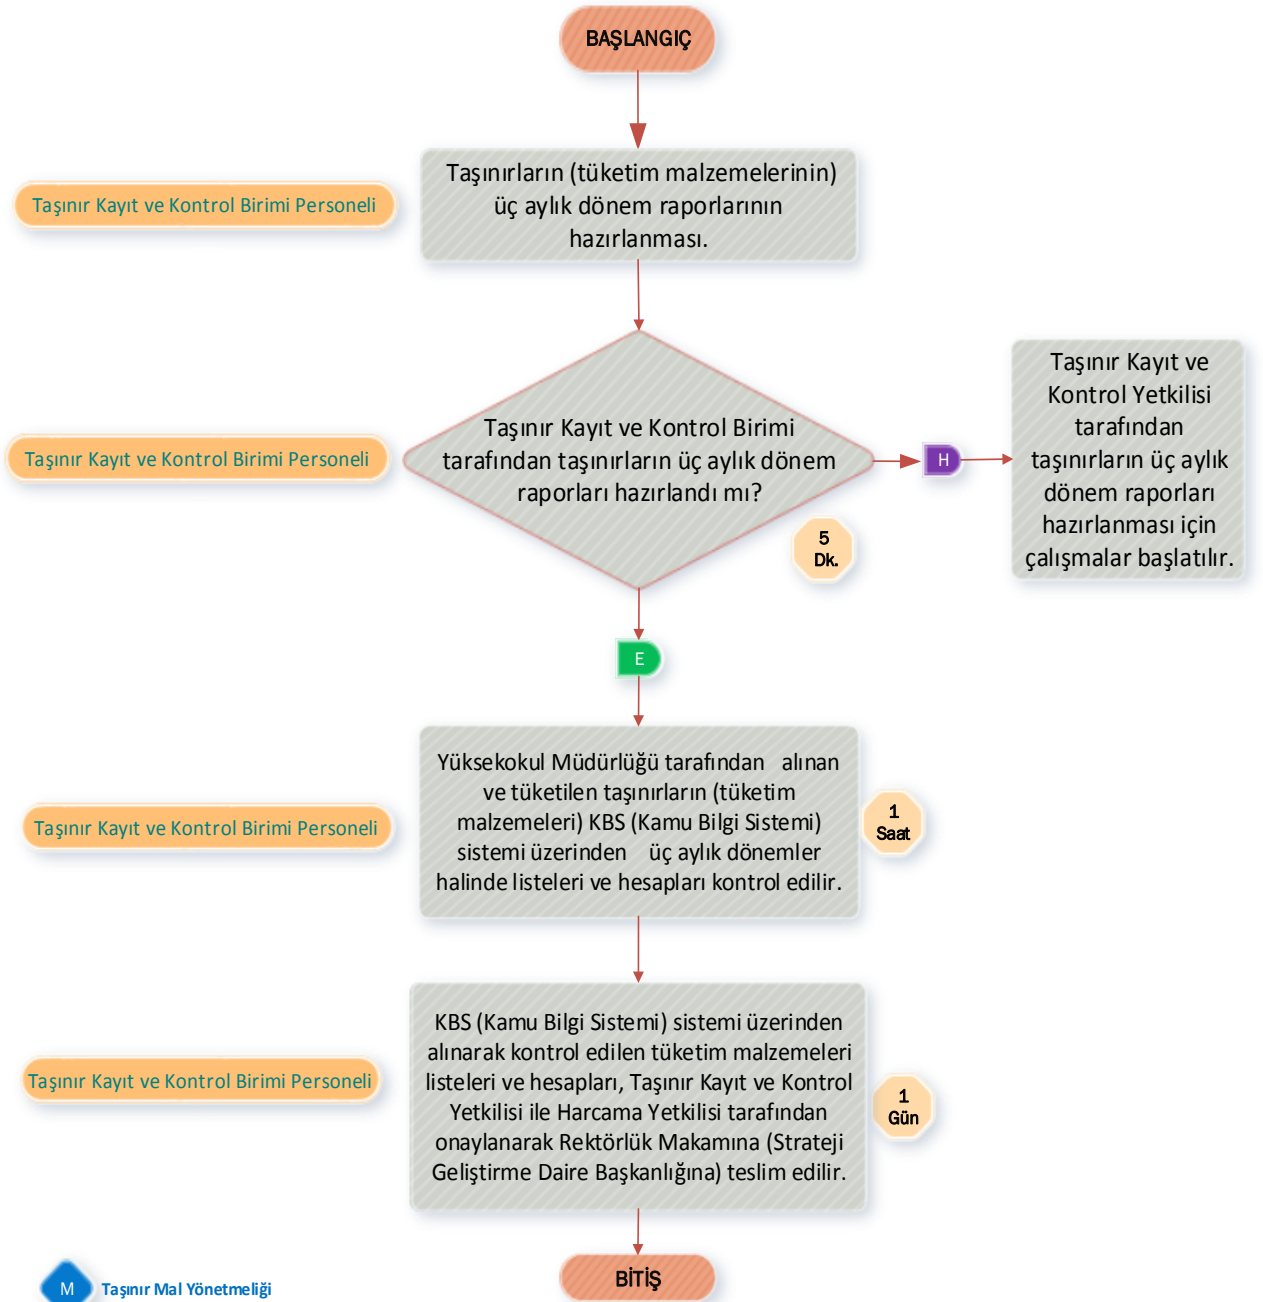 BAŞLANGIÇ
Taşınırların (tüketim malzemelerinin)
üç aylık dönem raporlarının
hazırlanması.
Taşınır Kayıt ve Kontrol Birimi Personeli
Taşınır Kayıt ve Kontrol Birimi
tarafından taşınırların üç aylık dönem
raporları hazırlandı mı?
Taşınır Kayıt ve Kontrol Birimi Personeli
5
Dk.
H
Taşınır Kayıt ve
Kontrol Yetkilisi
tarafından
taşınırların üç aylık
dönem raporları
hazırlanması için
çalışmalar başlatılır.
E
Taşınır Kayıt ve Kontrol Birimi Personeli
Yüksekokul Müdürlüğü tarafından alınan
ve tüketilen taşınırların (tüketim
malzemeleri) KBS (Kamu Bilgi Sistemi)
sistemi üzerinden üç aylık dönemler
halinde listeleri ve hesapları kontrol edilir.
1
Saat
Taşınır Kayıt ve Kontrol Birimi Personeli
KBS (Kamu Bilgi Sistemi) sistemi üzerinden
alınarak kontrol edilen tüketim malzemeleri
listeleri ve hesapları, Taşınır Kayıt ve Kontrol
Yetkilisi ile Harcama Yetkilisi tarafından
onaylanarak Rektörlük Makamına (Strateji
Geliştirme Daire Başkanlığına) teslim edilir.
1
Gün
BİTİŞ
M
Taşınır Mal Yönetmeliği